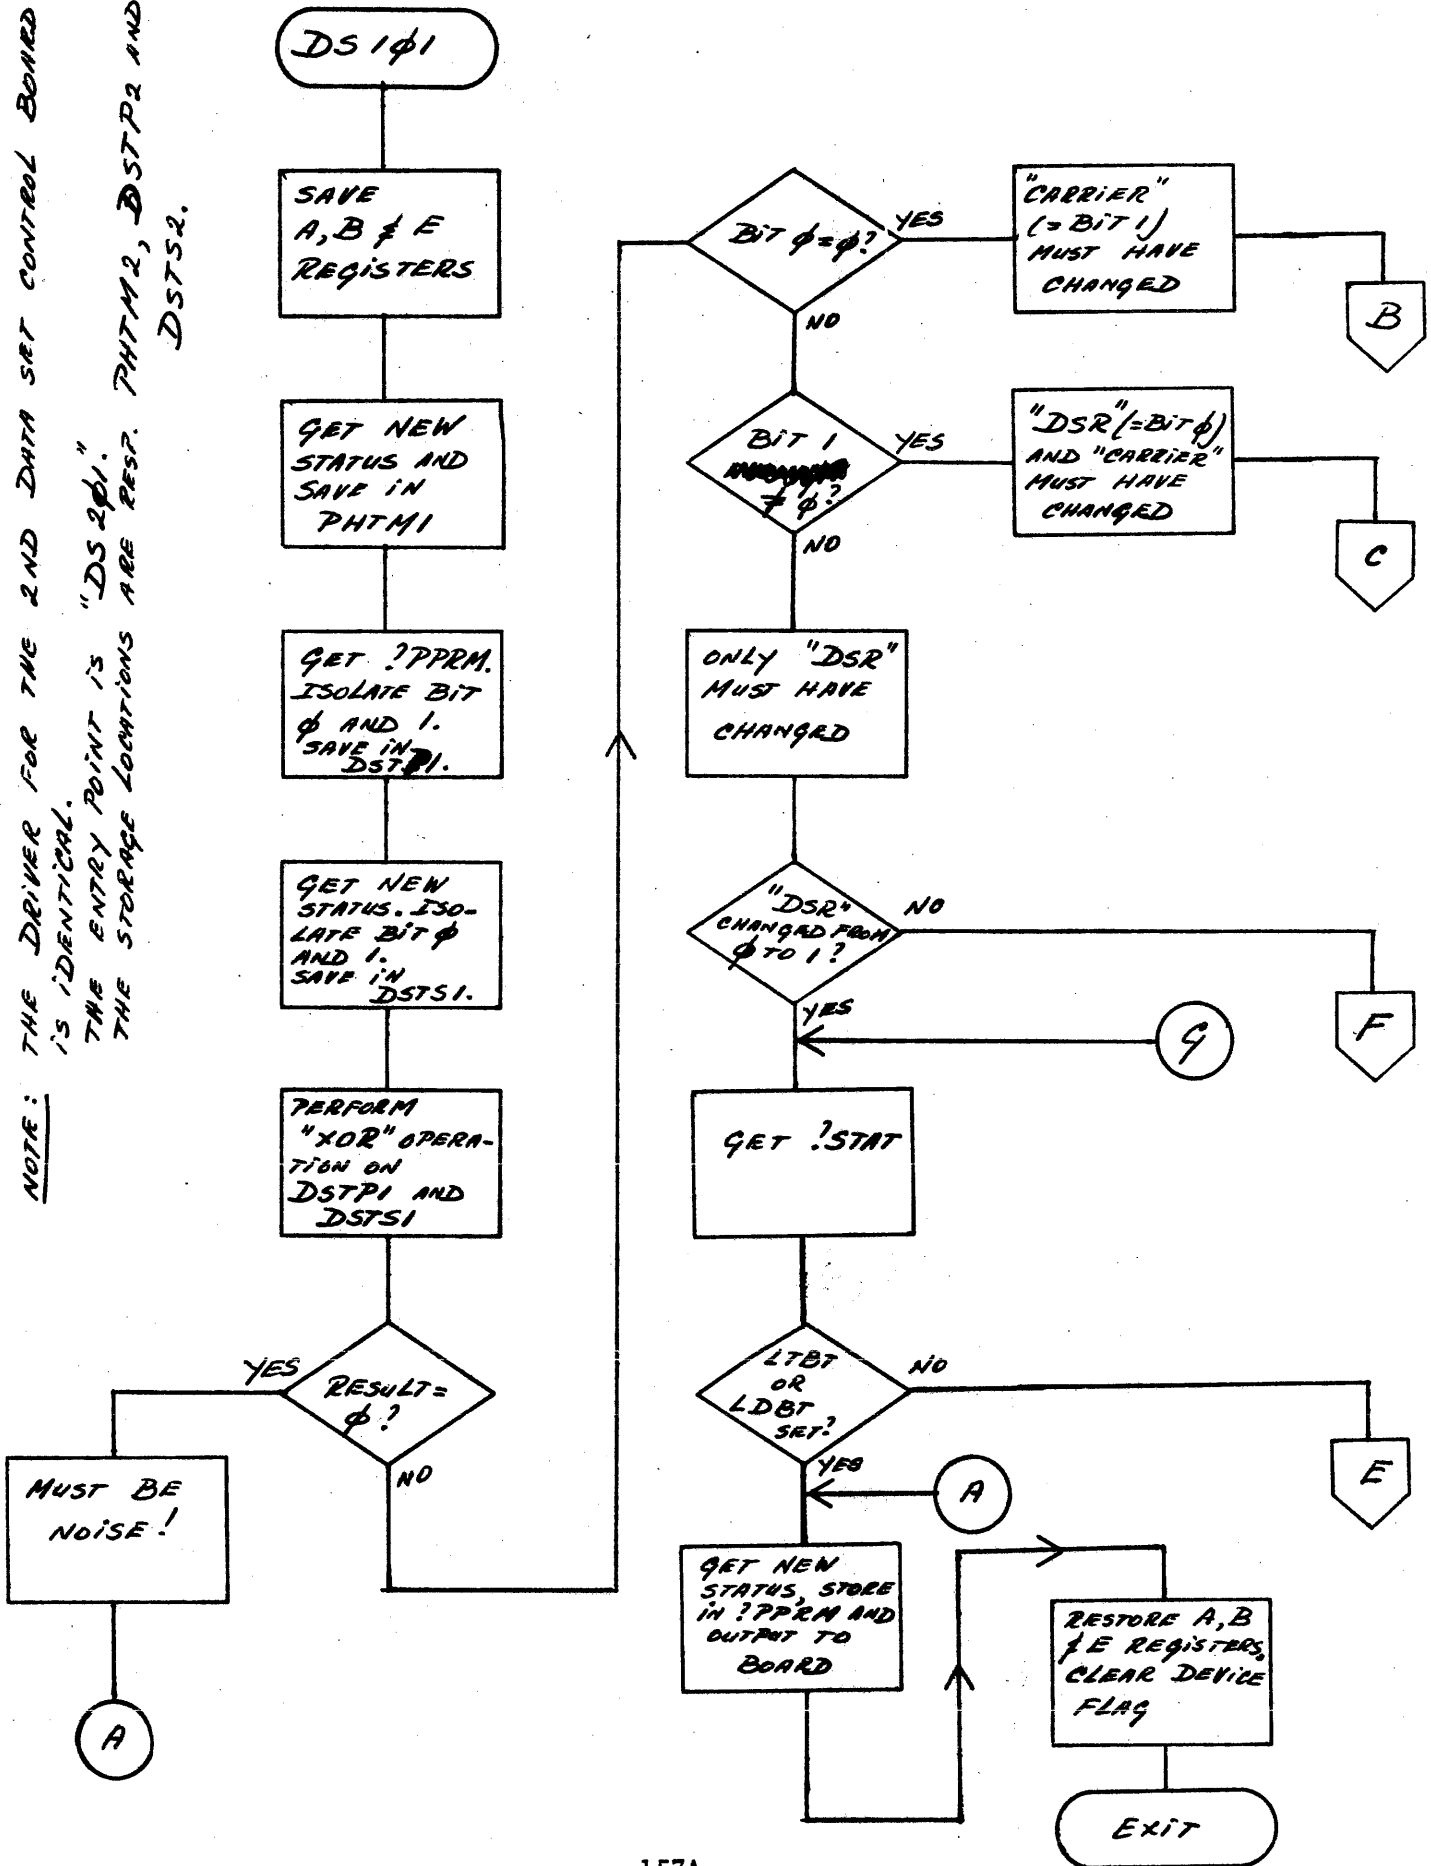 NOTE: THE DRIVER FOR THE 2ND DATA SET CONTROL BOARD
iS iDENTICAL.
THE ENTRY POINT iS "DS 2φ1."
THE STORAGE LOCATIONS ARE RESP. PHTM2, DSTP2 AND
DSTS2.
DS 1φ1
SAVE
A, B & E
REGiSTERS
GET NEW
STATUS AND
SAVE iN
PHTM1
GET ?PPRM.
ISOLATE BiT
φ AND 1.
SAVE iN
DSTP1.
GET NEW
STATUS. ISO-
LATE BiT φ
AND 1.
SAVE iN
DSTS1.
PERFORM
"XOR" OPERA-
TiON ON
DSTP1 AND
DSTS1
RESULT=
φ?
YES
NO
MUST BE
NOiSE!
A
BiT φ=φ?
YES
NO
"CARRiER"
(=BiT 1)
MUST HAVE
CHANGED
B
BiT 1
≠ φ?
YES
NO
"DSR"(=BiT φ)
AND "CARRiER"
MUST HAVE
CHANGED
C
ONLY "DSR"
MUST HAVE
CHANGED
"DSR"
CHANGED FROM
φ TO 1?
NO
YES
F
G
GET ?STAT
LTBT
OR
LDBT
SET?
NO
YES
E
A
GET NEW
STATUS, STORE
iN ?PPRM AND
OUTPUT TO
BOARD
RESTORE A, B
& E REGiSTERS,
CLEAR DEViCE
FLAG
EXiT
157A